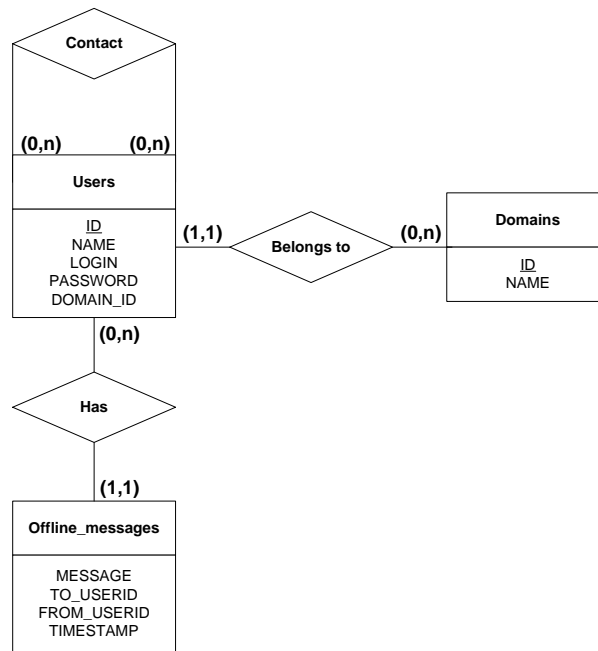 Contact
(0,n) (0,n)
Users
ID
NAME
LOGIN
PASSWORD
DOMAIN_ID
(1,1)
Belongs to
(0,n)
Domains
ID
NAME
(0,n)
Has
(1,1)
Offline_messages
MESSAGE
TO_USERID
FROM_USERID
TIMESTAMP